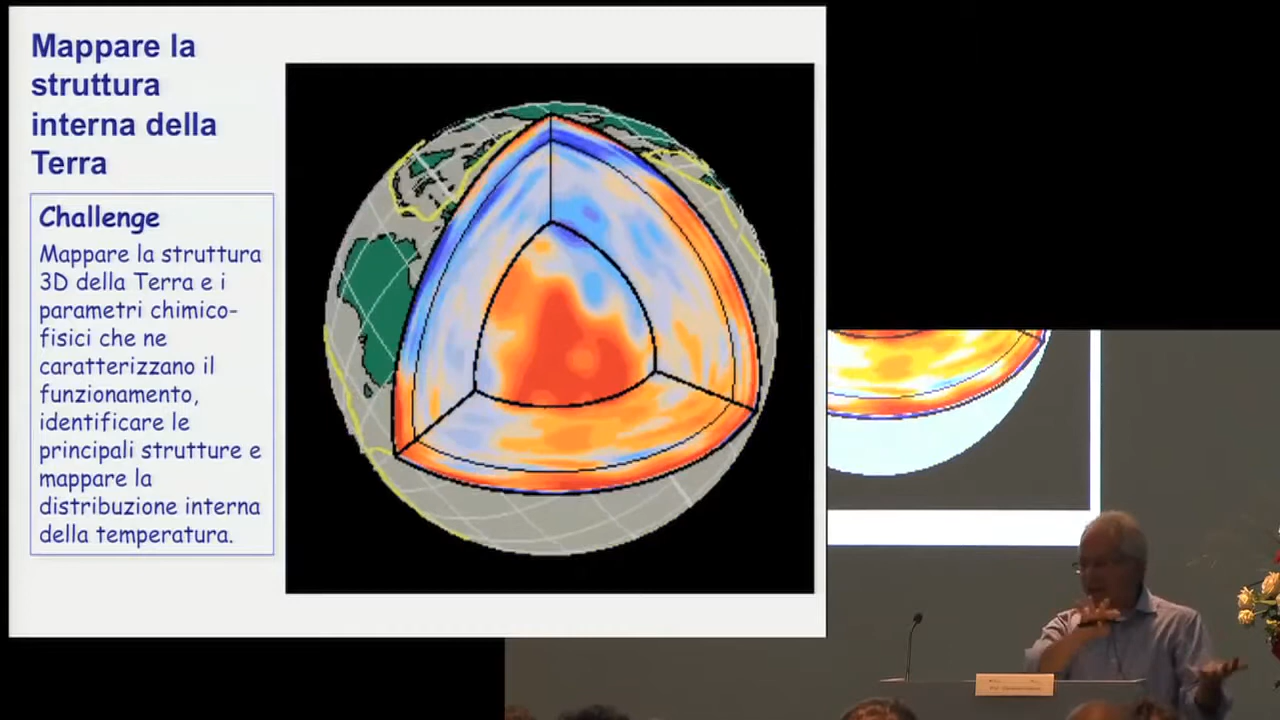 Mappare la
struttura
interna della
Terra
Challenge
Mappare la struttura
3D della Terra e i
parametri chimico-
fisici che ne
caratterizzano il
funzionamento,
identificare le
principali strutture e
mappare la
distribuzione interna
della temperatura.
Prof.